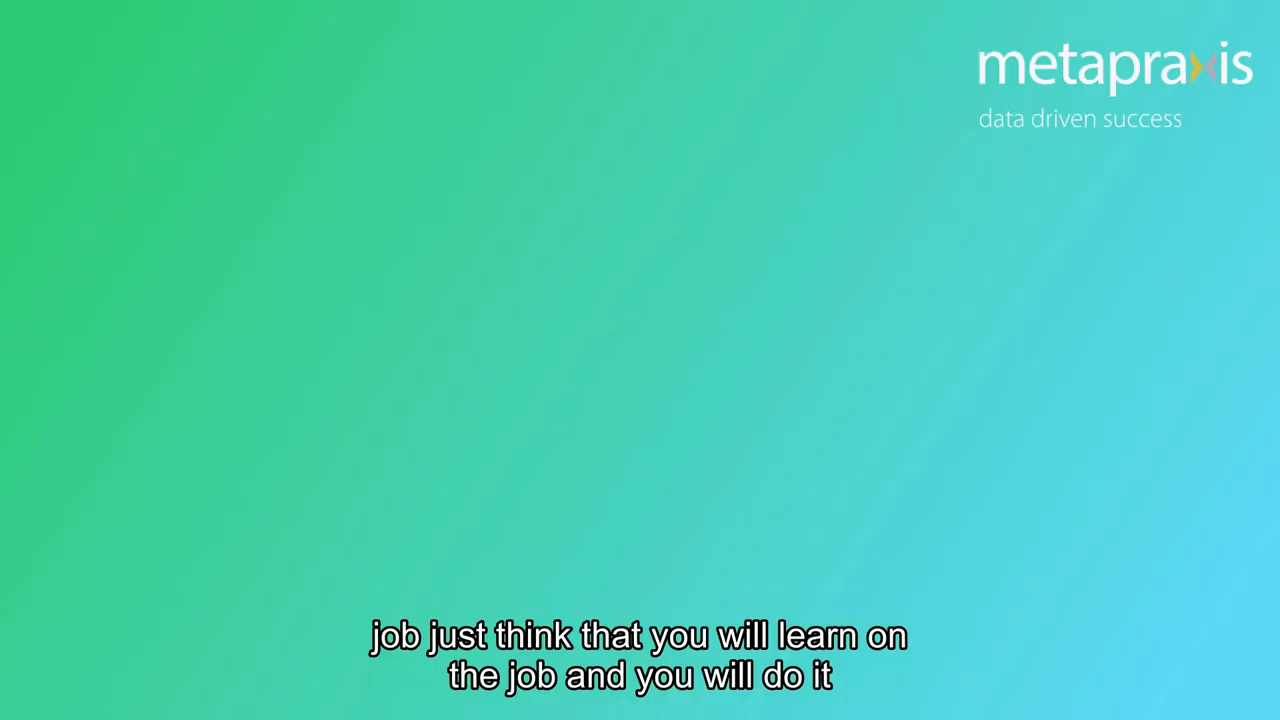 metapraxis
data driven success
job just think that you will learn on
the job and you will do it